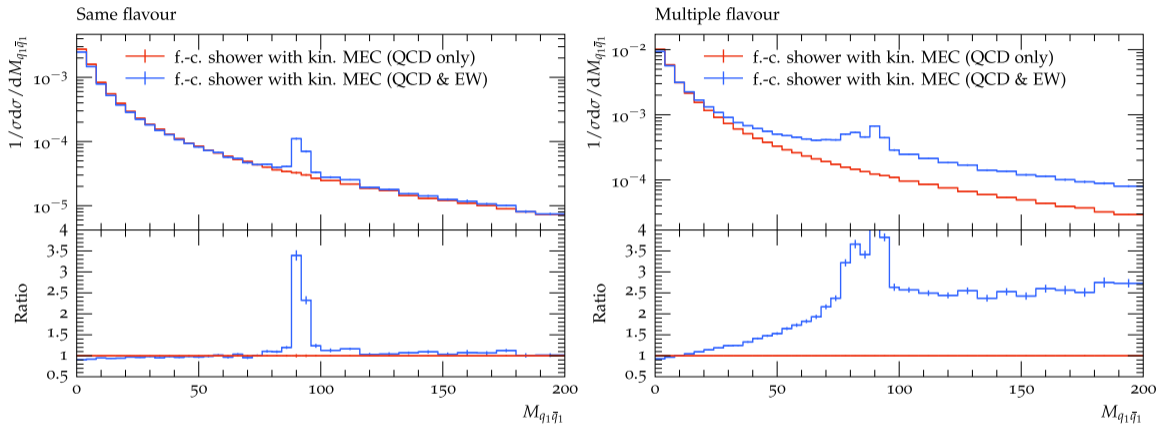 Same flavour
f.-c. shower with kin. MEC (QCD only)
f.-c. shower with kin. MEC (QCD & EW)
1/σdσ/dM_{q₁q̄₁}
10⁻³
10⁻⁴
10⁻⁵
Ratio
4
3.5
3
2.5
2
1.5
1
0.5
0 50 100 150 200
M_{q₁q̄₁}
Multiple flavour
f.-c. shower with kin. MEC (QCD only)
f.-c. shower with kin. MEC (QCD & EW)
1/σdσ/dM_{q₁q̄₁}
10⁻²
10⁻³
10⁻⁴
Ratio
4
3.5
3
2.5
2
1.5
1
0.5
0 50 100 150 200
M_{q₁q̄₁}